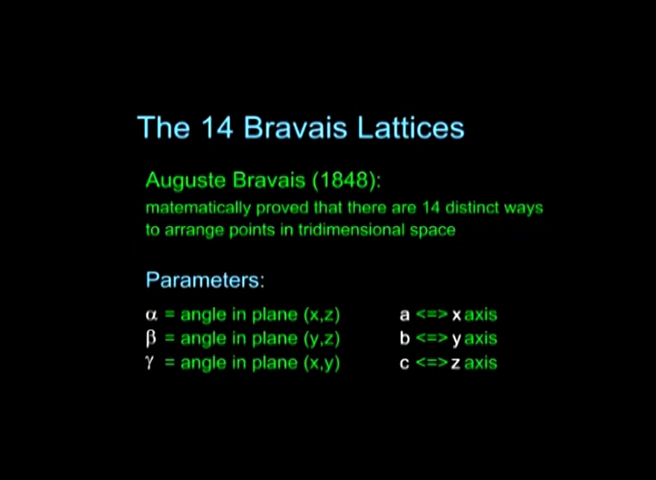 The 14 Bravais Lattices
Auguste Bravais (1848):
matematically proved that there are 14 distinct ways
to arrange points in tridimensional space
Parameters:
α = angle in plane (x,z) a <=> x axis
β = angle in plane (y,z) b <=> y axis
γ = angle in plane (x,y) c <=> z axis